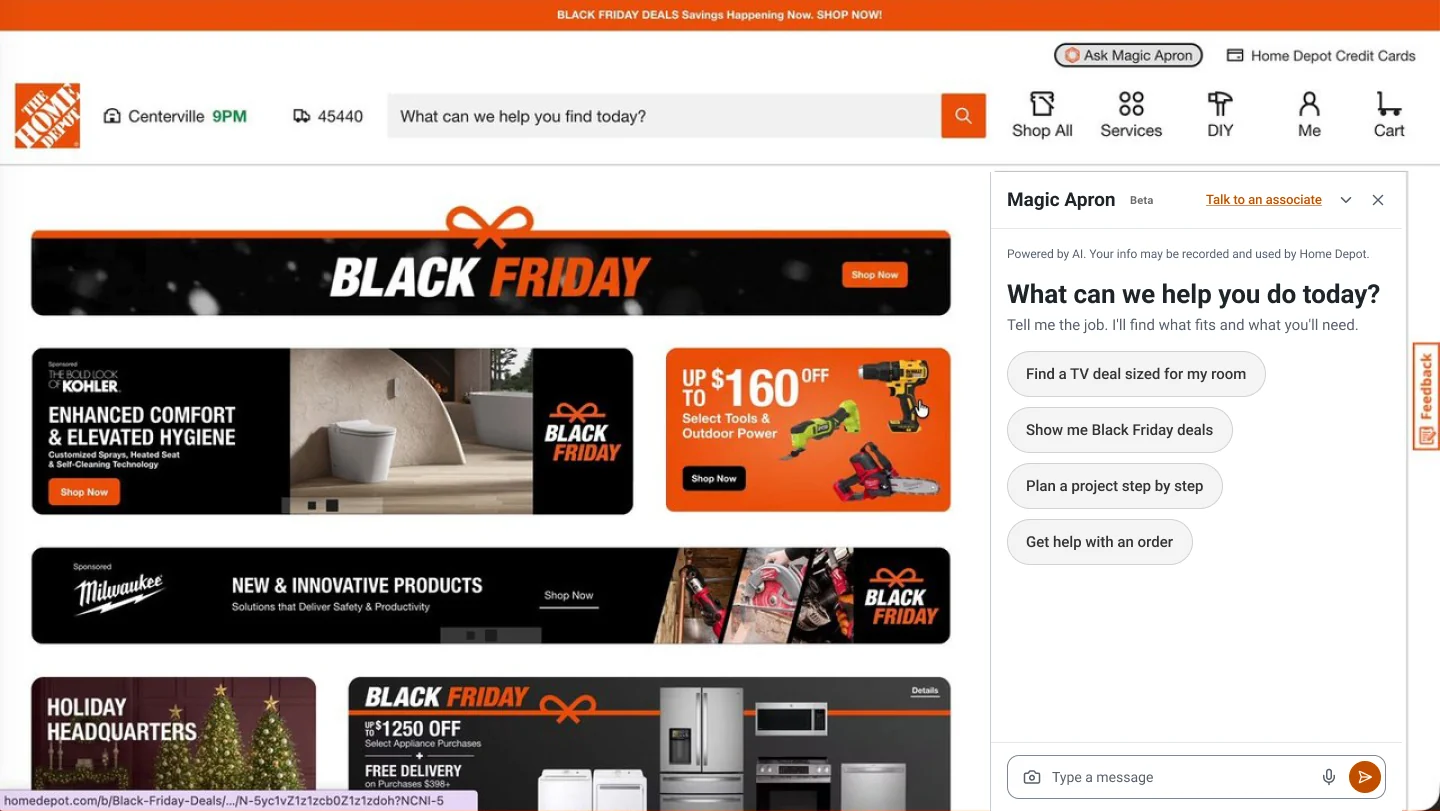 BLACK FRIDAY DEALS Savings Happening Now. SHOP NOW!
Ask Magic Apron
Home Depot Credit Cards
THE HOME DEPOT
Centerville 9PM
45440
What can we help you find today?
Shop All
Services
DIY
Me
Cart
BLACK FRIDAY
Shop Now
Sponsored
THE BOLD LOOK
OF KOHLER
ENHANCED COMFORT
& ELEVATED HYGIENE
Customized Sprays, Heated Seat
& Self-Cleaning Technology
Shop Now
BLACK
FRIDAY
UP TO $160 OFF
Select Tools &
Outdoor Power
Shop Now
Sponsored
Milwaukee
NEW & INNOVATIVE PRODUCTS
Solutions that Deliver Safety & Productivity
Shop Now
BLACK
FRIDAY
HOLIDAY
HEADQUARTERS
BLACK FRIDAY
Details
UP TO $1250 OFF
Select Appliance Purchases
+
FREE DELIVERY
on Purchases $398+
homedepot.com/b/Black-Friday-Deals/.../N-5yc1vZ1z1zcb0Z1z1zdoh?NCNI-5
Magic Apron
Beta
Talk to an associate
Powered by AI. Your info may be recorded and used by Home Depot.
What can we help you do today?
Tell me the job. I'll find what fits and what you'll need.
Find a TV deal sized for my room
Show me Black Friday deals
Plan a project step by step
Get help with an order
Type a message
Feedback